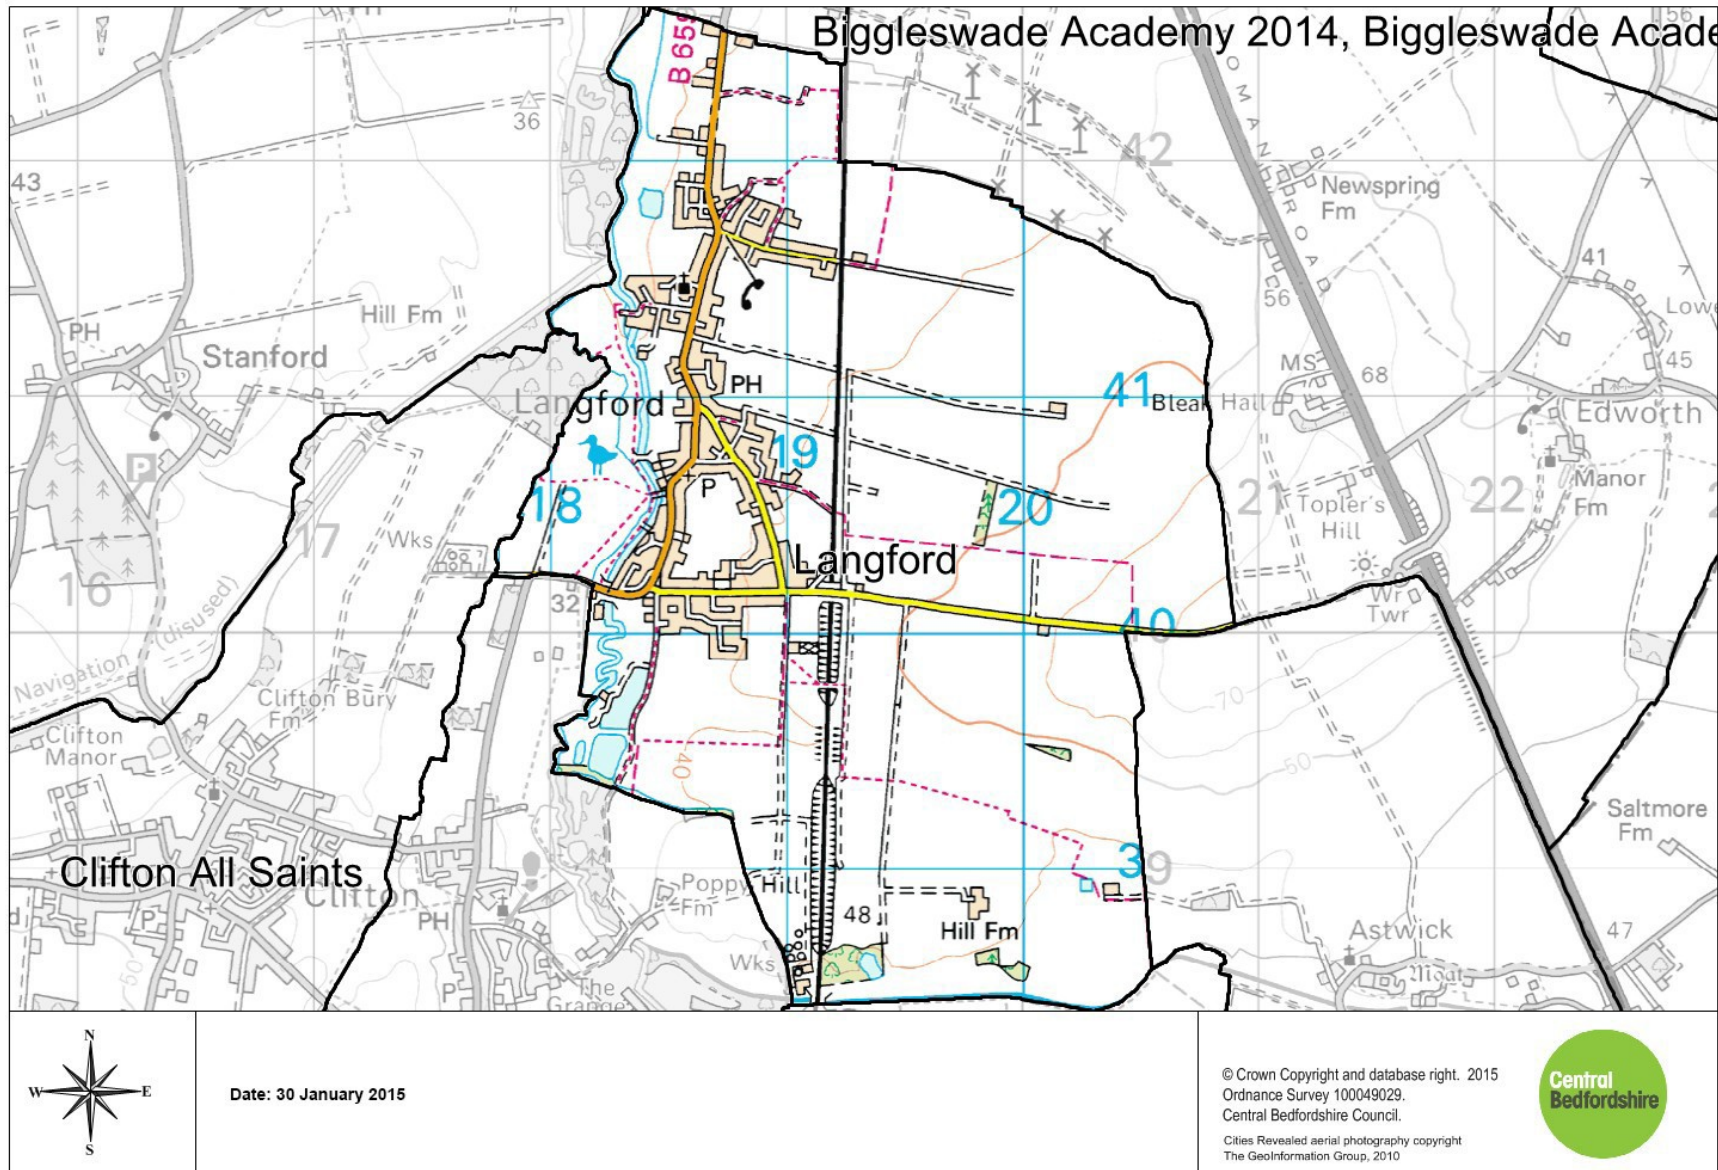 PH
56
Biggleswade Academy 2014, Biggleswade Acade
B 659
ROMAN ROAD
36
42
43
Newspring
Fm
41
56
Hill Fm
PH
Lowe
Stanford
45
MS
68
PH
41
Bleak Hall
Langford
Edworth
P
19
P
Manor
Fm
18
20
21
22
Topler's
Hill
17
Wks
Langford
16
32
Wr
Twr
40
Navigation (disused)
70
Clifton Bury
Fm
Clifton
Manor
50
40
Saltmore
Fm
39
Clifton All Saints
Clifton
Poppy Hill
Fm
PH
P
48
Hill Fm
Astwick
47
Wks
Moat
50
P
The
Grange
N
W
E
S
Date: 30 January 2015
© Crown Copyright and database right. 2015
Ordnance Survey 100049029.
Central Bedfordshire Council.
Cities Revealed aerial photography copyright
The GeoInformation Group, 2010
Central
Bedfordshire